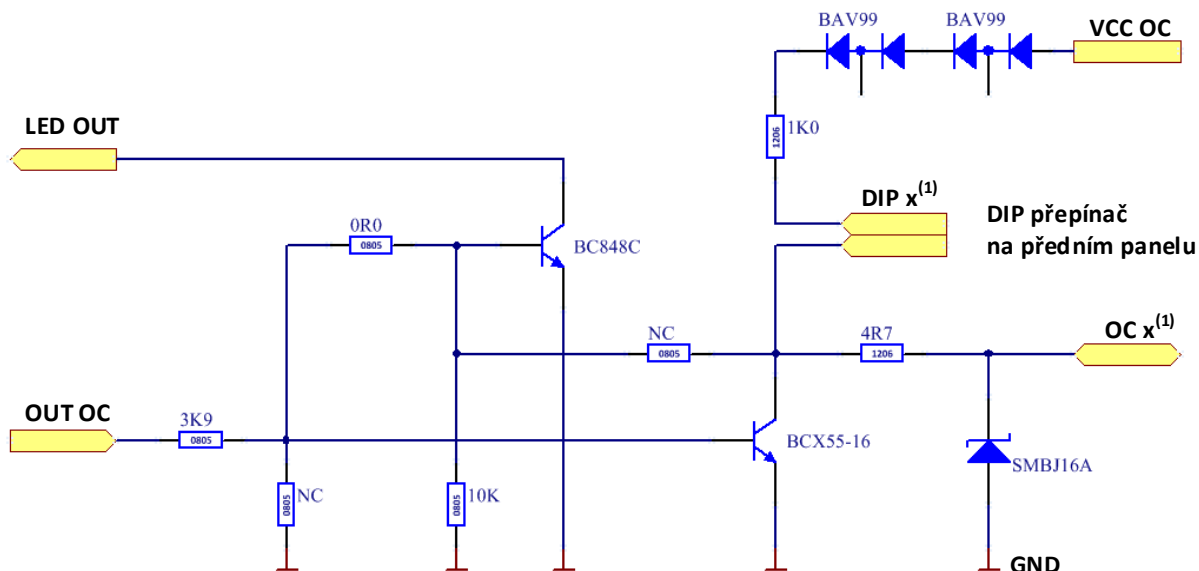 BAV99
BAV99
VCC OC
1K0
1206
LED OUT
DIP x(1)
DIP přepínač
na předním panelu
0R0
0805
BC848C
NC
0805
4R7
1206
OC x(1)
OUT OC
3K9
0805
BCX55-16
SMBJ16A
NC
0805
10K
0805
GND